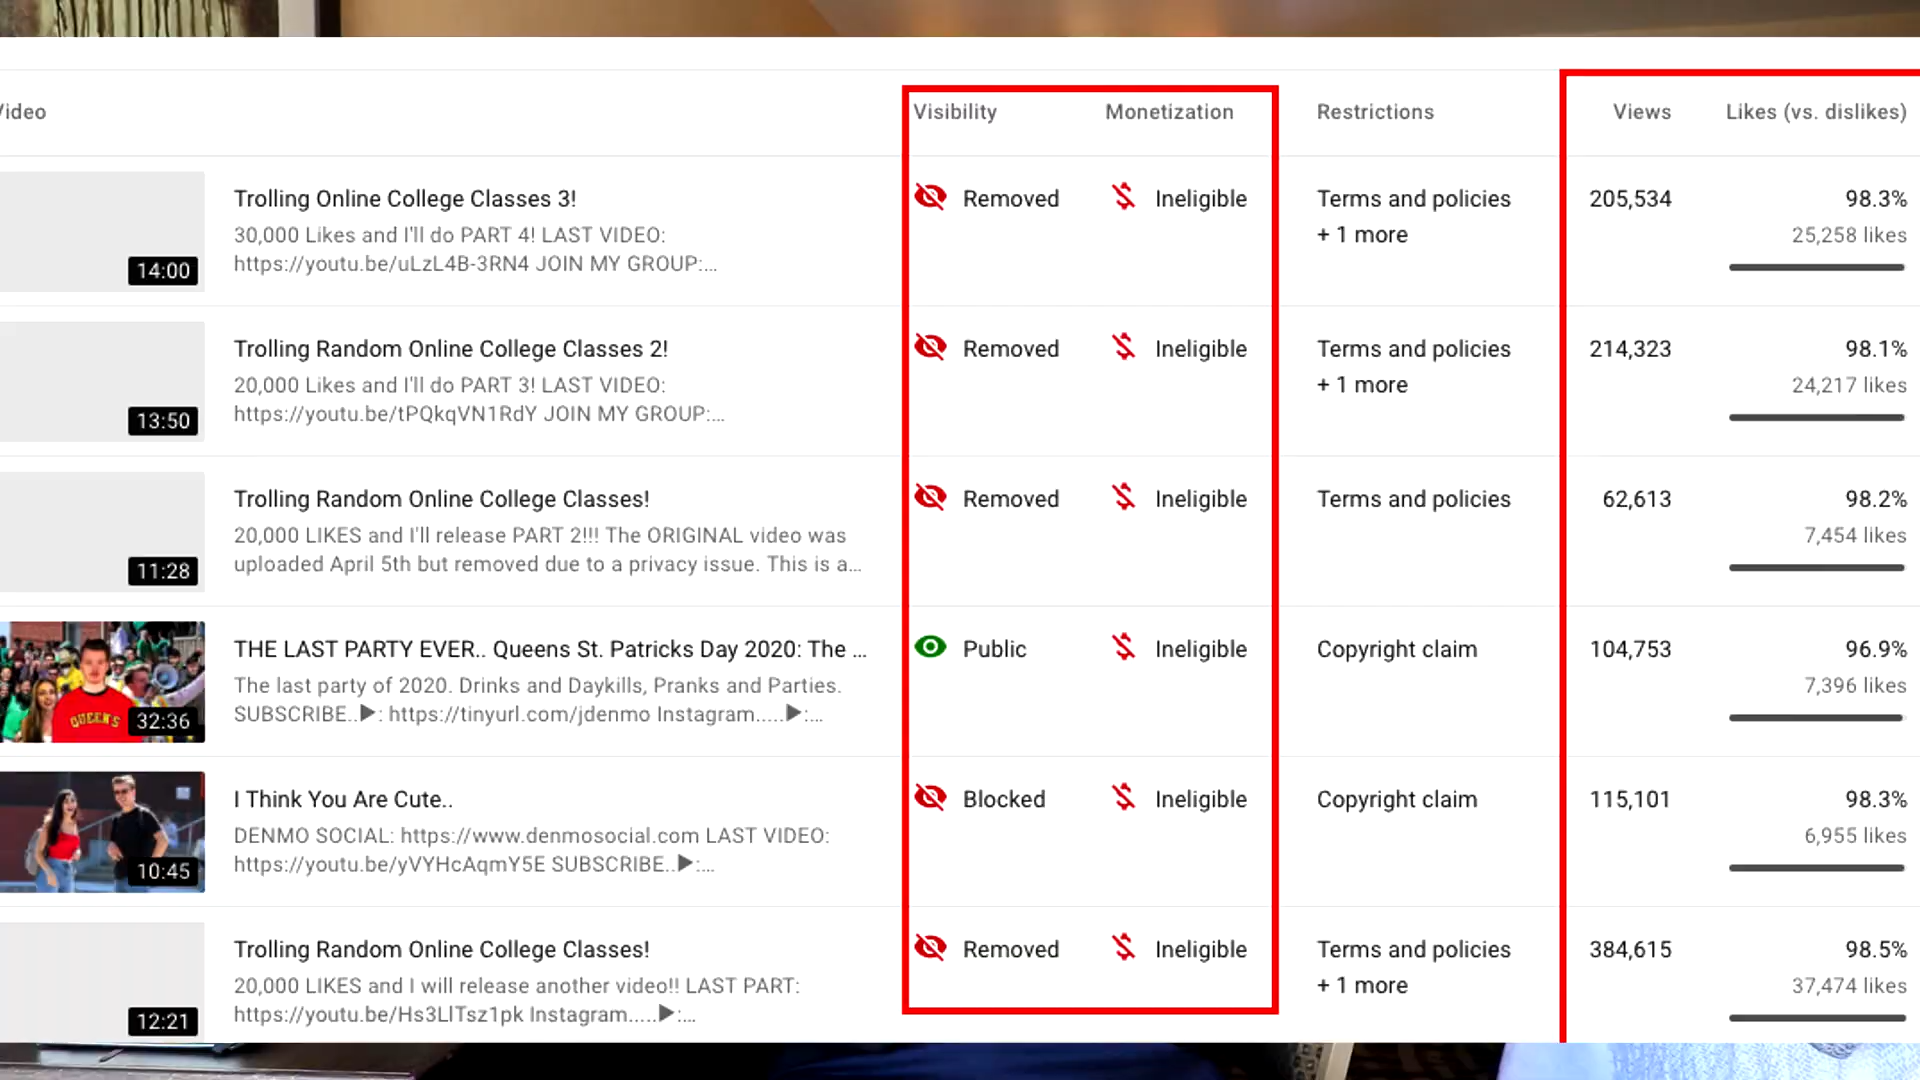 Video Visibility Monetization Restrictions Views Likes (vs. dislikes)
Trolling Online College Classes 3! Removed Ineligible Terms and policies 205,534 98.3%
30,000 Likes and I'll do PART 4! LAST VIDEO: + 1 more 25,258 likes
https://youtu.be/uLzL4B-3RN4 JOIN MY GROUP:...
14:00
Trolling Random Online College Classes 2! Removed Ineligible Terms and policies 214,323 98.1%
20,000 Likes and I'll do PART 3! LAST VIDEO: + 1 more 24,217 likes
https://youtu.be/tPQkqVN1RdY JOIN MY GROUP:...
13:50
Trolling Random Online College Classes! Removed Ineligible Terms and policies 62,613 98.2%
20,000 LIKES and I'll release PART 2!!! The ORIGINAL video was 7,454 likes
uploaded April 5th but removed due to a privacy issue. This is a...
11:28
THE LAST PARTY EVER.. Queens St. Patricks Day 2020: The ... Public Ineligible Copyright claim 104,753 96.9%
The last party of 2020. Drinks and Daykills, Pranks and Parties. 7,396 likes
SUBSCRIBE..▶: https://tinyurl.com/jdenmo Instagram.....▶:...
QUEEN'S 32:36
I Think You Are Cute.. Blocked Ineligible Copyright claim 115,101 98.3%
DENMO SOCIAL: https://www.denmosocial.com LAST VIDEO: 6,955 likes
https://youtu.be/yVYHcAqmY5E SUBSCRIBE..▶:...
10:45
Trolling Random Online College Classes! Removed Ineligible Terms and policies 384,615 98.5%
20,000 LIKES and I will release another video!! LAST PART: + 1 more 37,474 likes
https://youtu.be/Hs3LlTsz1pk Instagram.....▶:...
12:21